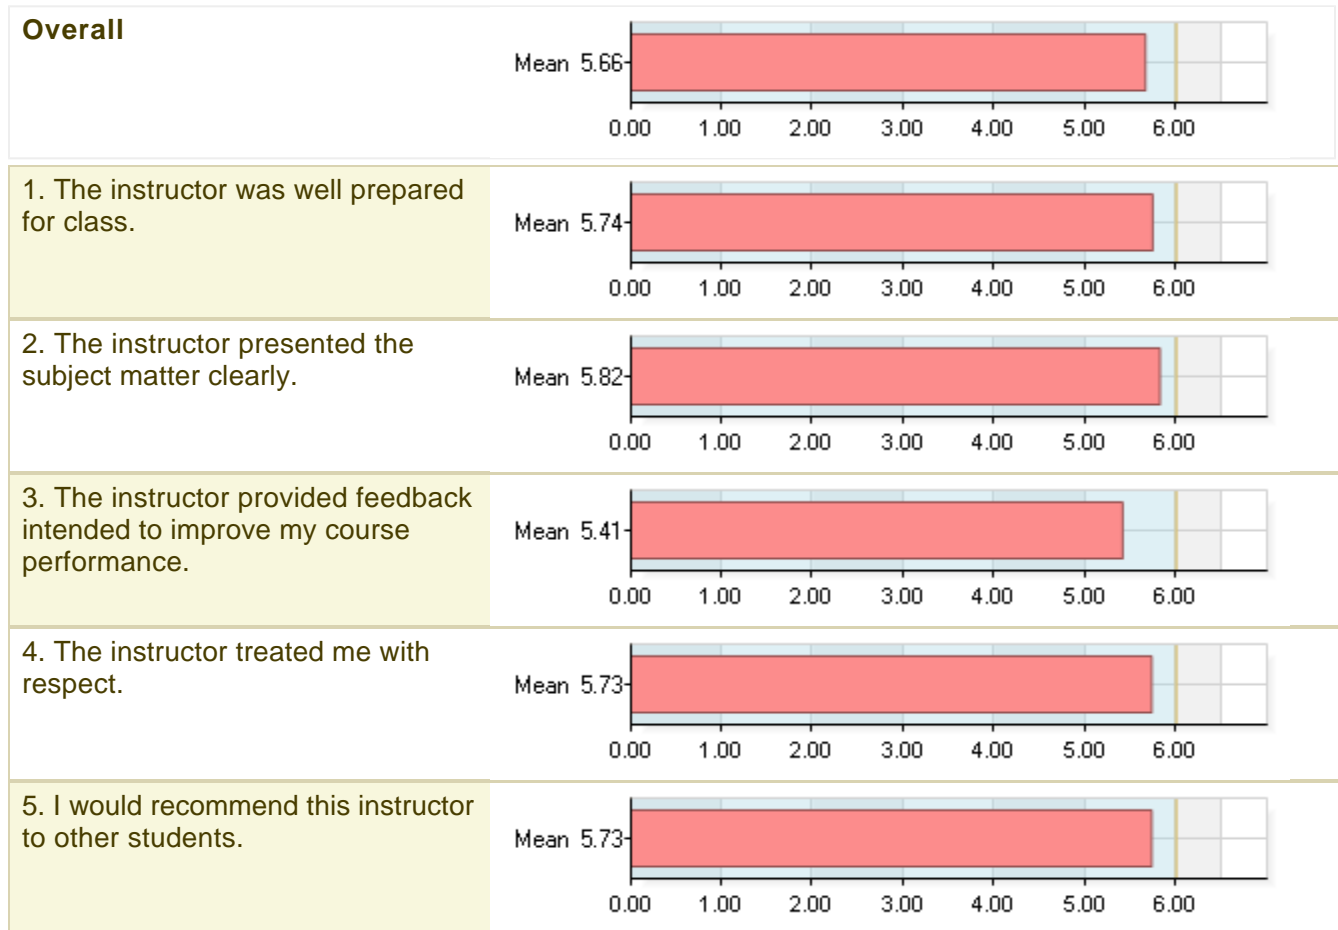 Overall
Mean 5.66
0.00 1.00 2.00 3.00 4.00 5.00 6.00
1. The instructor was well prepared
for class.
Mean 5.74
0.00 1.00 2.00 3.00 4.00 5.00 6.00
2. The instructor presented the
subject matter clearly.
Mean 5.82
0.00 1.00 2.00 3.00 4.00 5.00 6.00
3. The instructor provided feedback
intended to improve my course
performance.
Mean 5.41
0.00 1.00 2.00 3.00 4.00 5.00 6.00
4. The instructor treated me with
respect.
Mean 5.73
0.00 1.00 2.00 3.00 4.00 5.00 6.00
5. I would recommend this instructor
to other students.
Mean 5.73
0.00 1.00 2.00 3.00 4.00 5.00 6.00